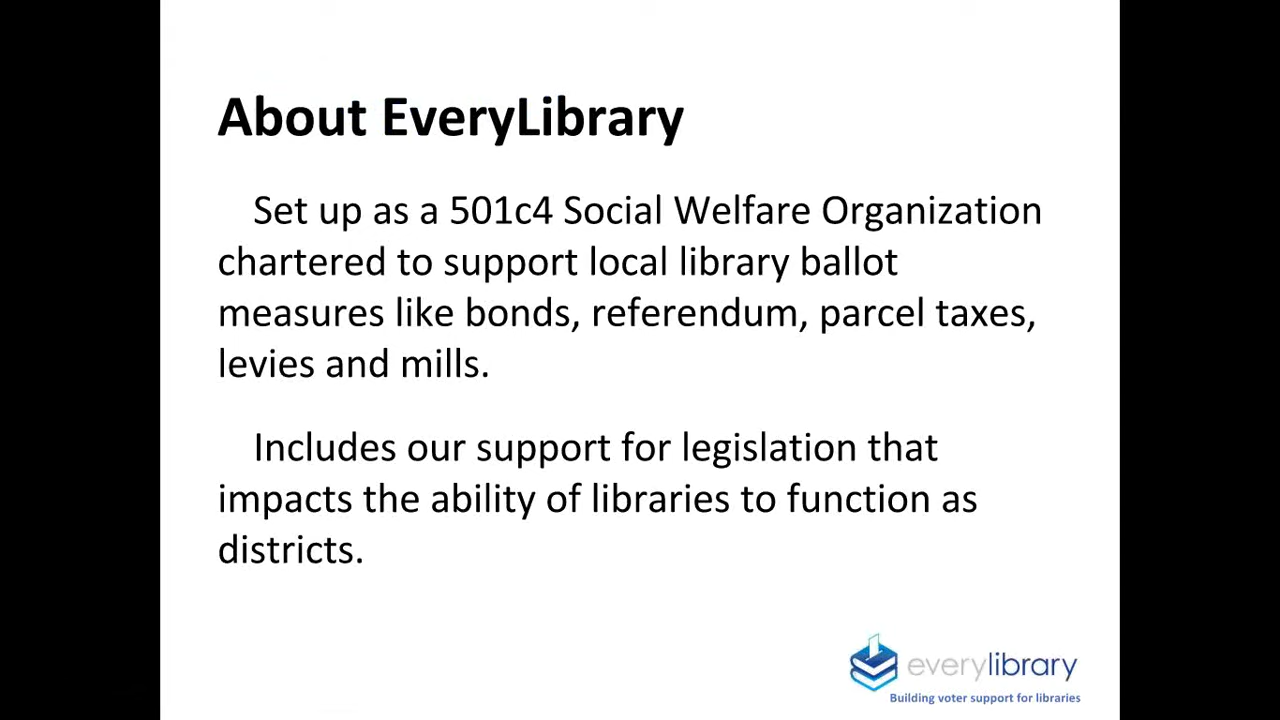 About EveryLibrary
Set up as a 501c4 Social Welfare Organization
chartered to support local library ballot
measures like bonds, referendum, parcel taxes,
levies and mills.
Includes our support for legislation that
impacts the ability of libraries to function as
districts.
everylibrary
Building voter support for libraries